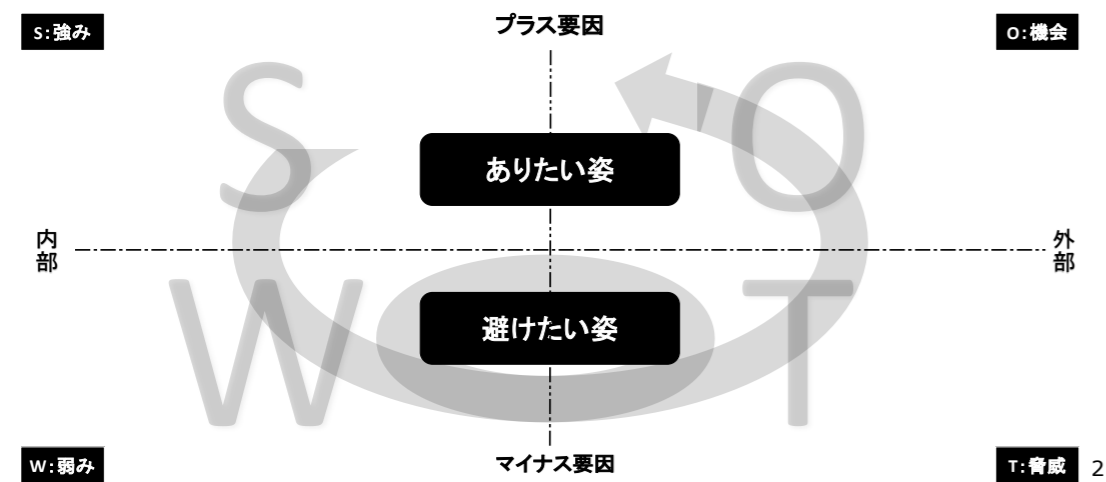 S:強み
プラス要因
O:機会
S
O
ありたい姿
内部
外部
W
避けたい姿
T
W:弱み
マイナス要因
T:脅威
2